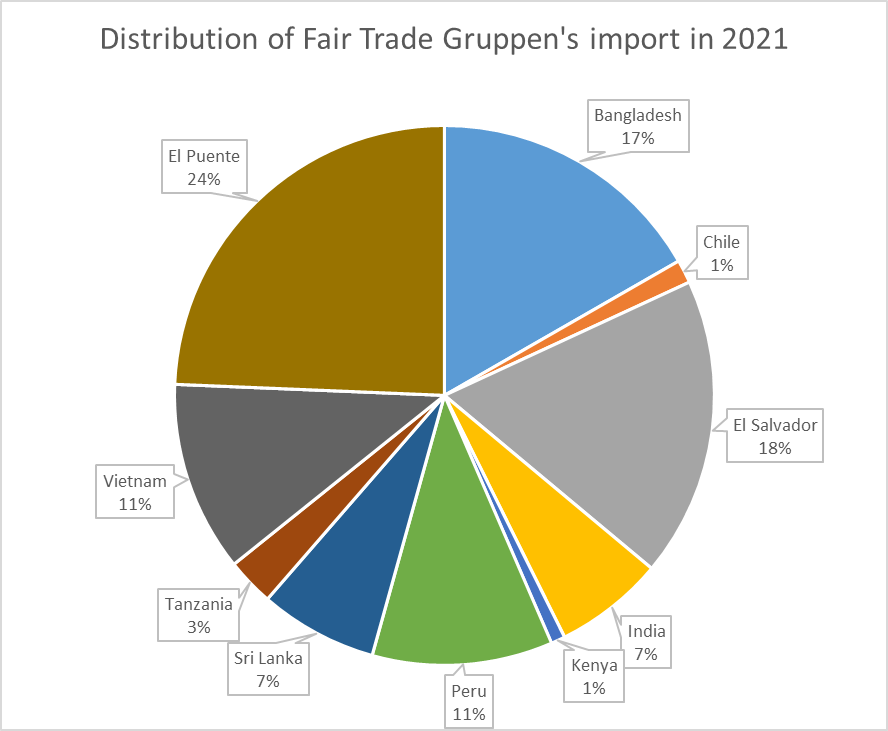 Distribution of Fair Trade Gruppen's import in 2021
Bangladesh
17%
Chile
1%
El Salvador
18%
India
7%
Kenya
1%
Peru
11%
Sri Lanka
7%
Tanzania
3%
Vietnam
11%
El Puente
24%